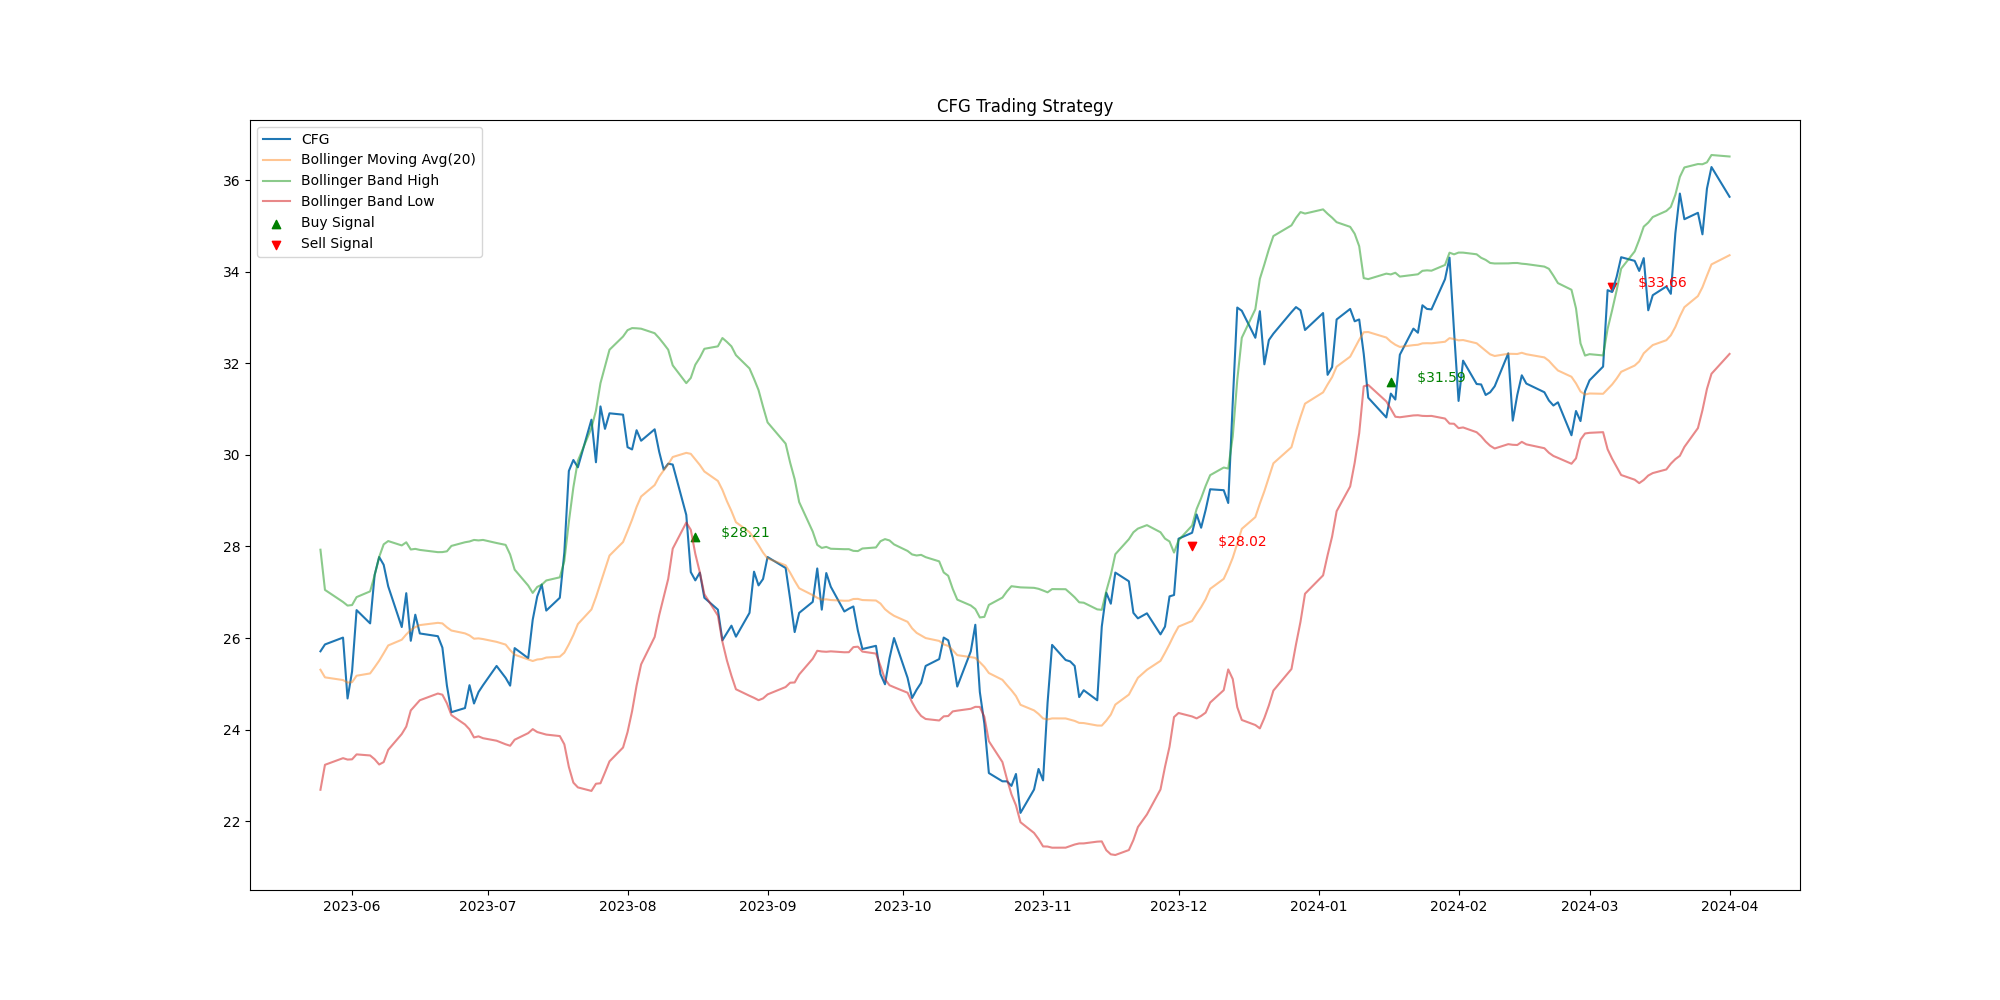 CFG Trading Strategy
CFG
Bollinger Moving Avg(20)
Bollinger Band High
Bollinger Band Low
Buy Signal
Sell Signal
36
34
32
30
28
26
24
22
$33.66
$31.59
$28.21
$28.02
2023-06 2023-07 2023-08 2023-09 2023-10 2023-11 2023-12 2024-01 2024-02 2024-03 2024-04